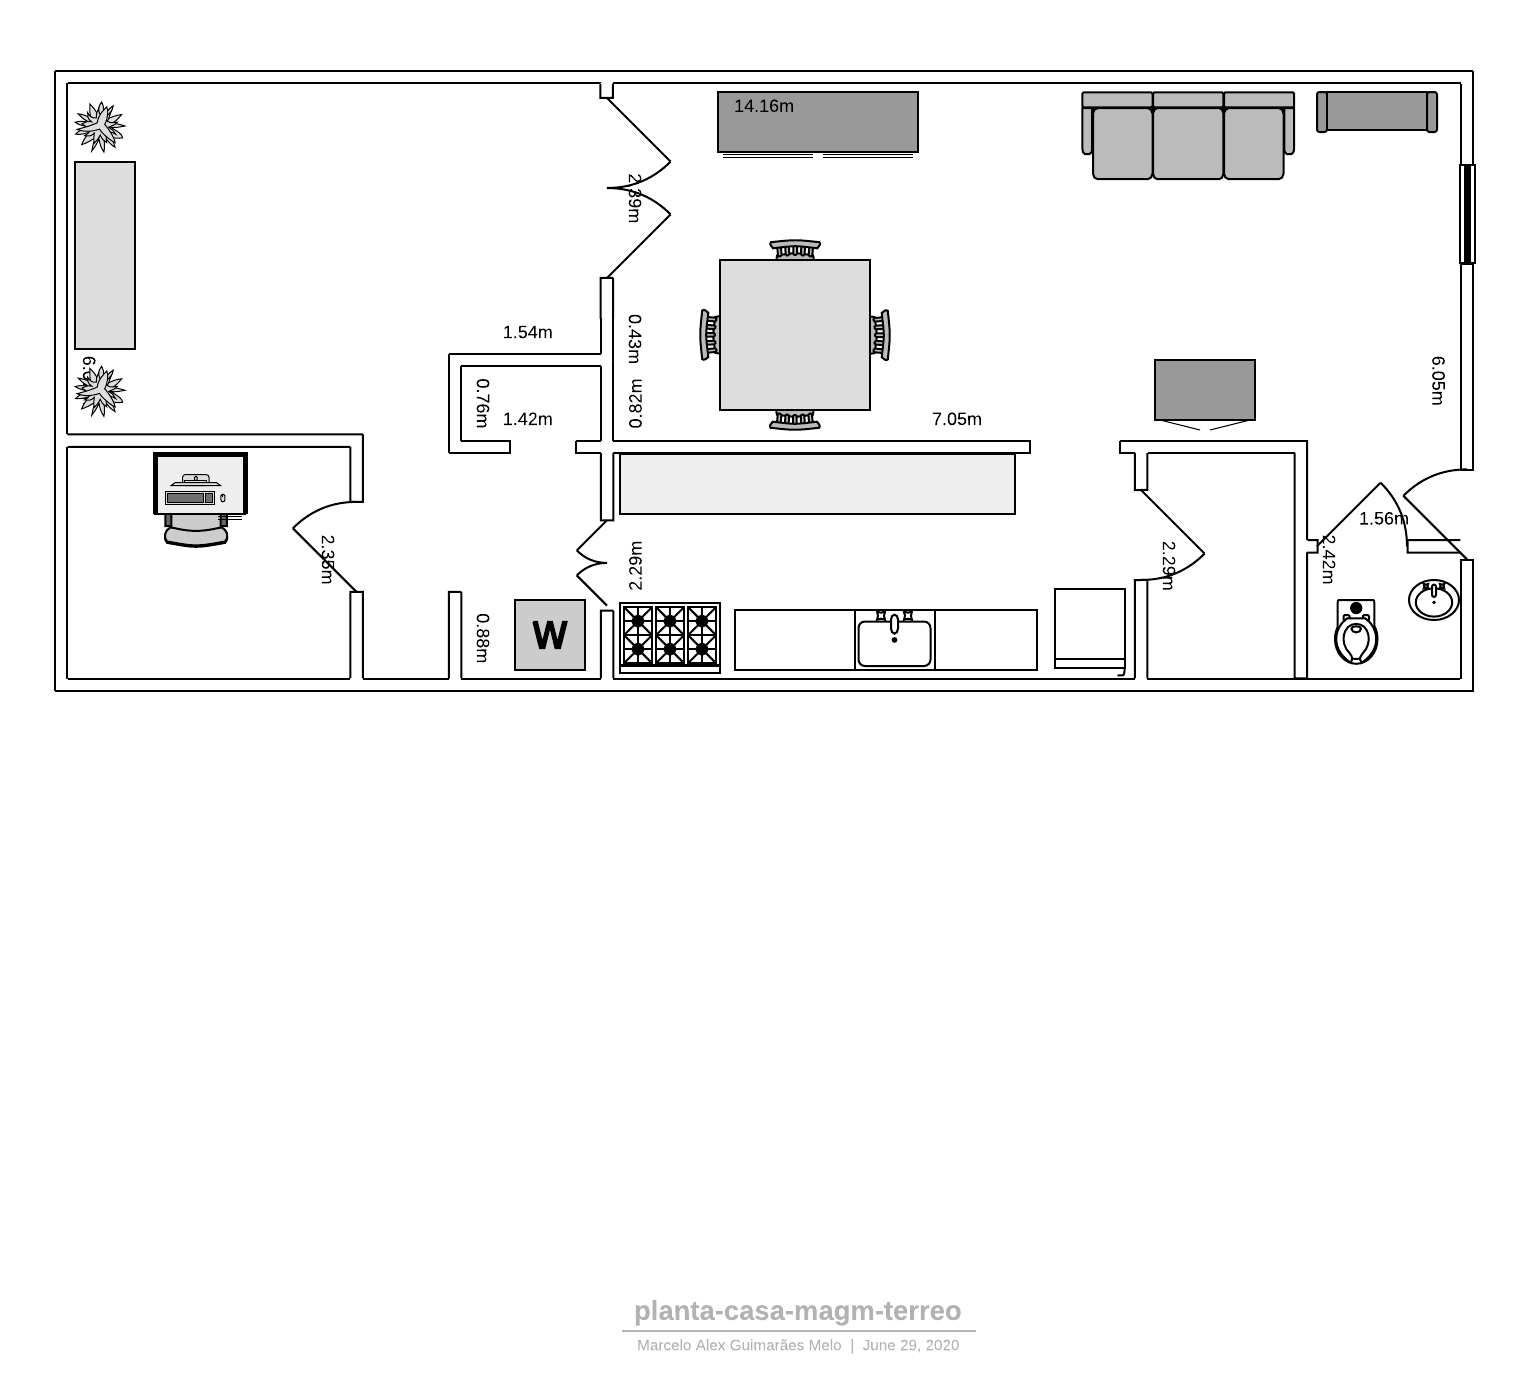 14.16m
2.39m
1.54m
0.43m
6.05m
0.76m
1.42m
0.82m
7.05m
1.56m
2.35m
2.29m
2.29m
2.42m
0.88m
W
planta-casa-magm-terreo
Marcelo Alex Guimarães Melo | June 29, 2020